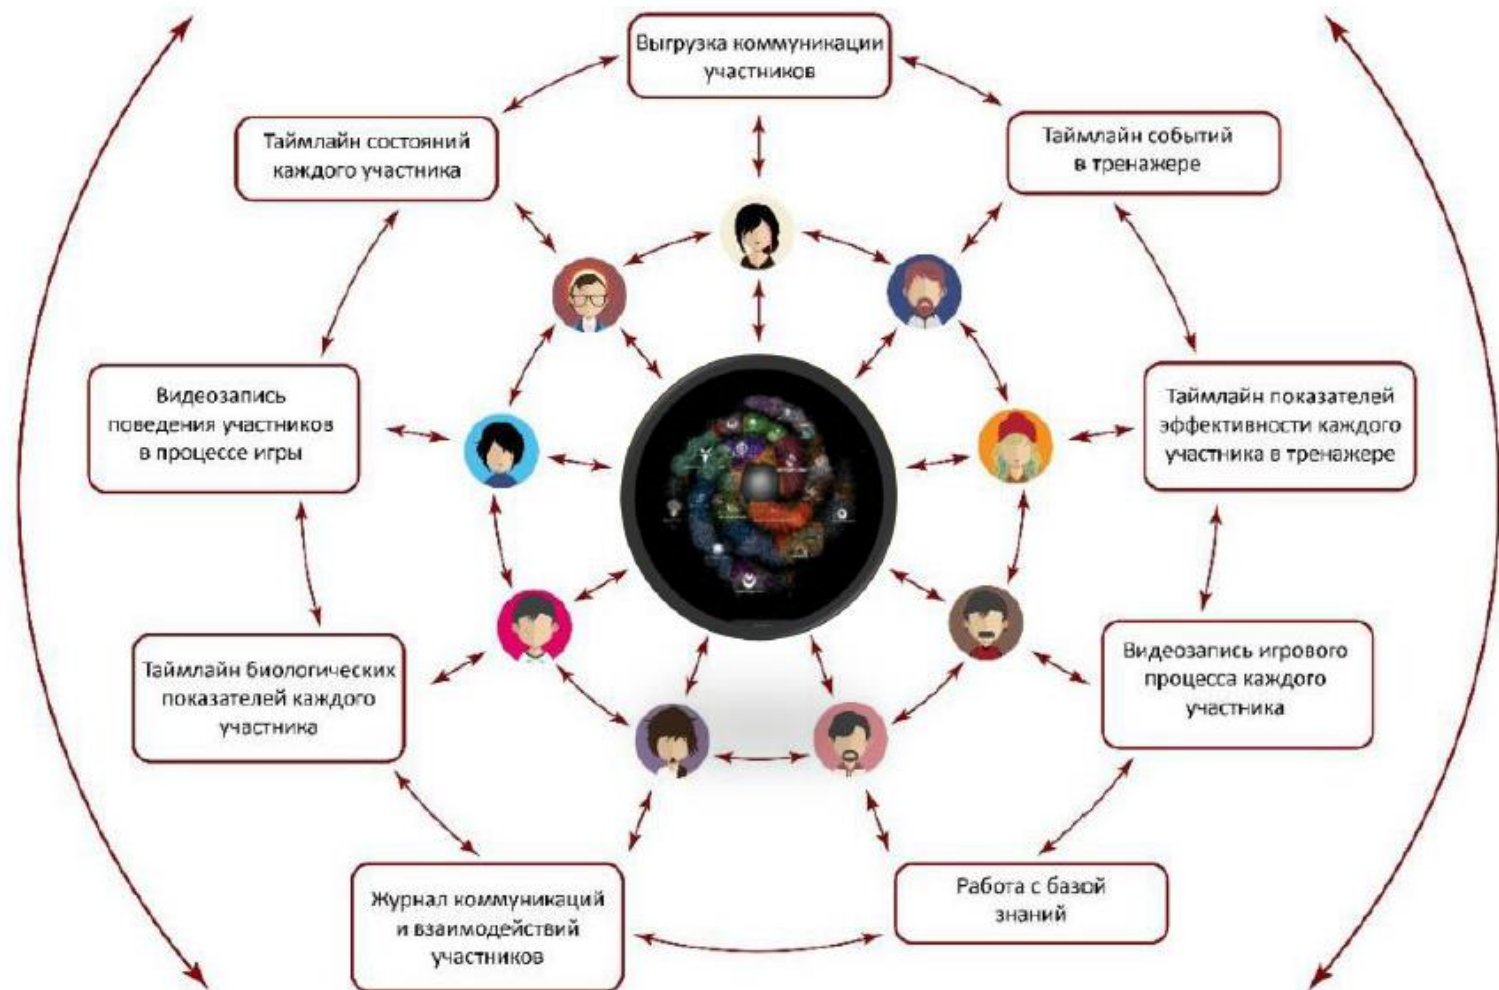 Выгрузка коммуникации
участников
Таймлайн состояний
каждого участника
Таймлайн событий
в тренажере
Видеозапись
поведения участников
в процессе игры
Таймлайн показателей
эффективности каждого
участника в тренажере
Таймлайн биологических
показателей каждого
участника
Видеозапись игрового
процесса каждого
участника
Журнал коммуникаций
и взаимодействий
участников
Работа с базой
знаний